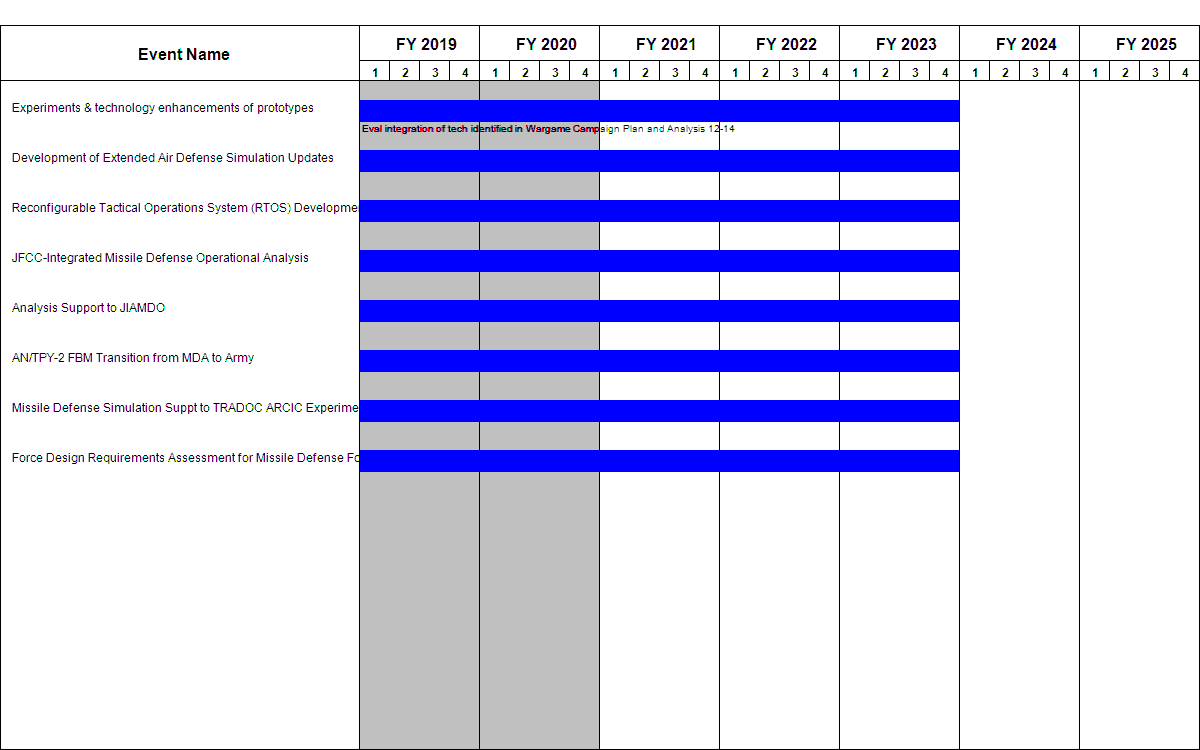 Event Name
FY 2019 FY 2020 FY 2021 FY 2022 FY 2023 FY 2024 FY 2025
1 2 3 4 1 2 3 4 1 2 3 4 1 2 3 4 1 2 3 4 1 2 3 4 1 2 3 4
Experiments & technology enhancements of prototypes
Eval integration of tech identified in Wargame Campaign Plan and Analysis 12-14
Development of Extended Air Defense Simulation Updates
Reconfigurable Tactical Operations System (RTOS) Developme
JFCC-Integrated Missile Defense Operational Analysis
Analysis Support to JIAMDO
AN/TPY-2 FBM Transition from MDA to Army
Missile Defense Simulation Suppt to TRADOC ARCIC Experime
Force Design Requirements Assessment for Missile Defense Fo